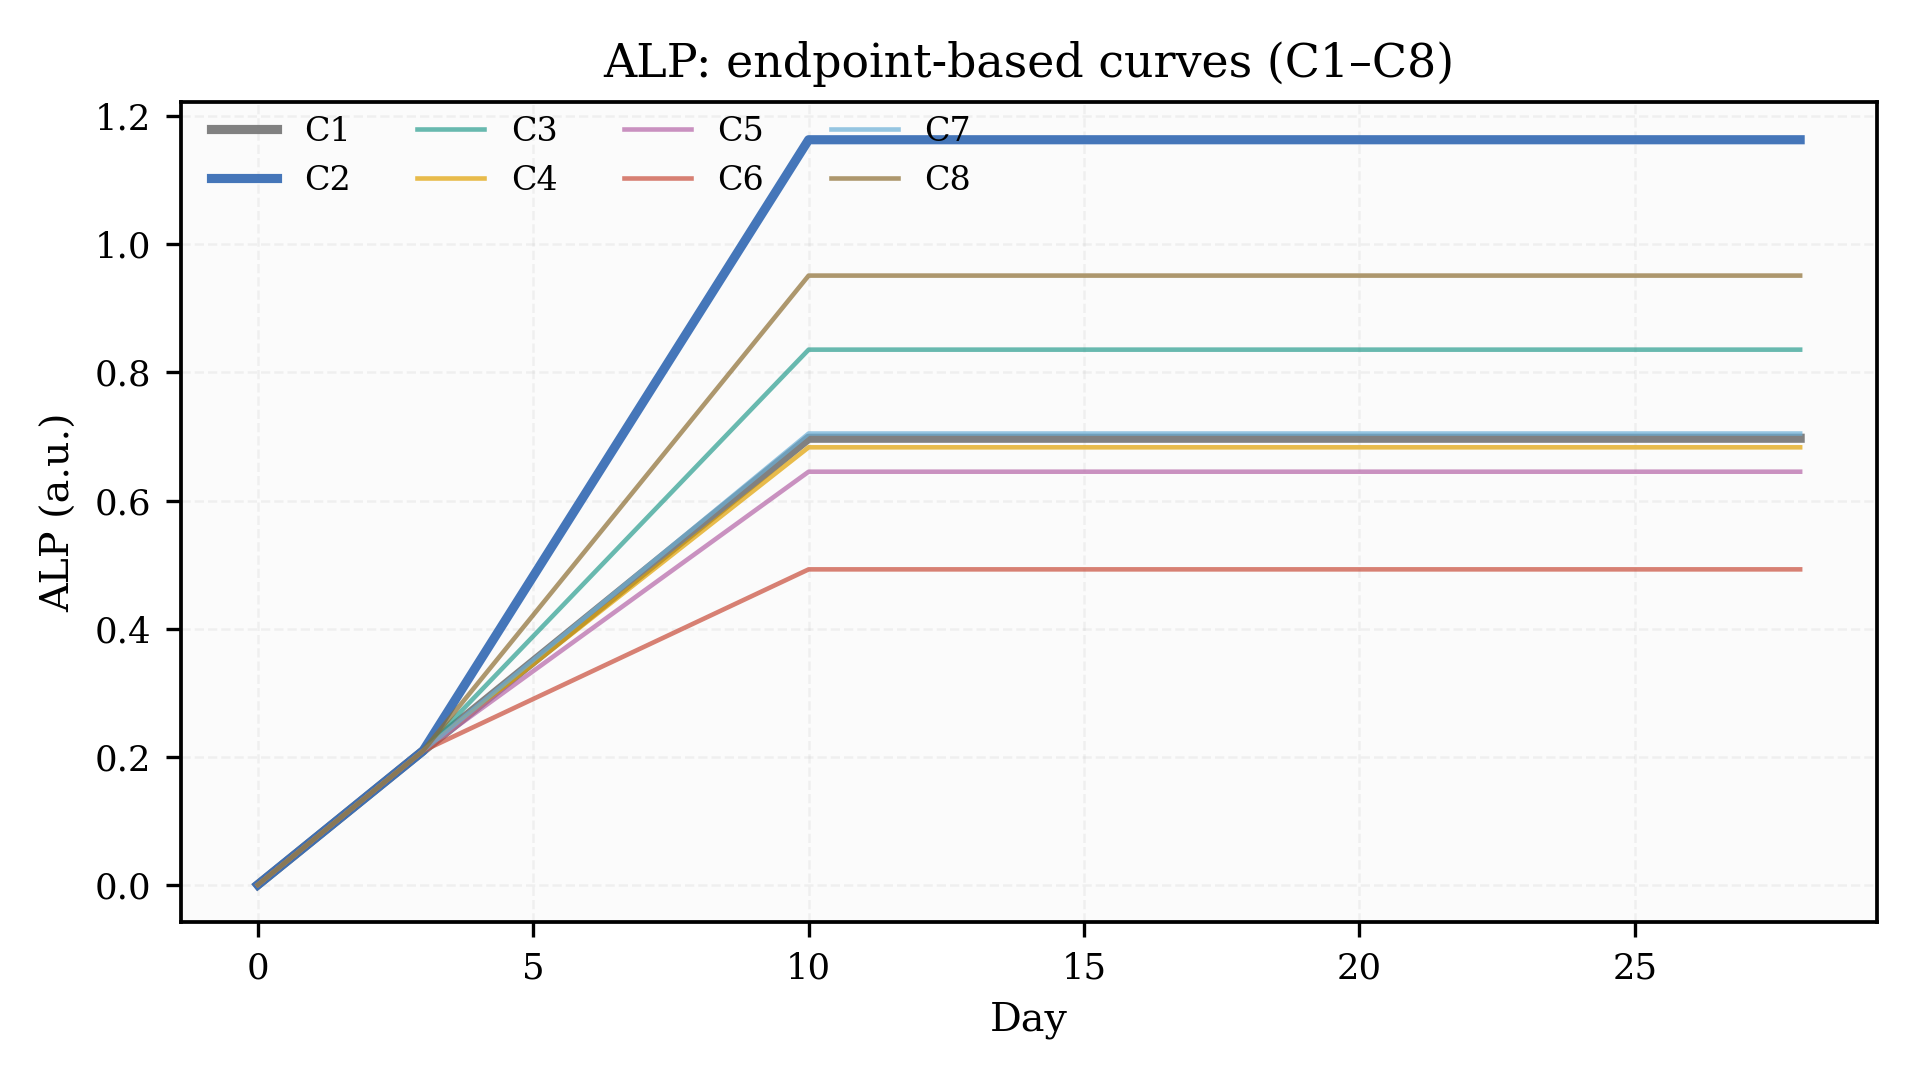 ALP: endpoint-based curves (C1–C8)
C1 C3 C5 C7
C2 C4 C6 C8
1.2
1.0
0.8
0.6
0.4
0.2
0.0
ALP (a.u.)
0 5 10 15 20 25
Day